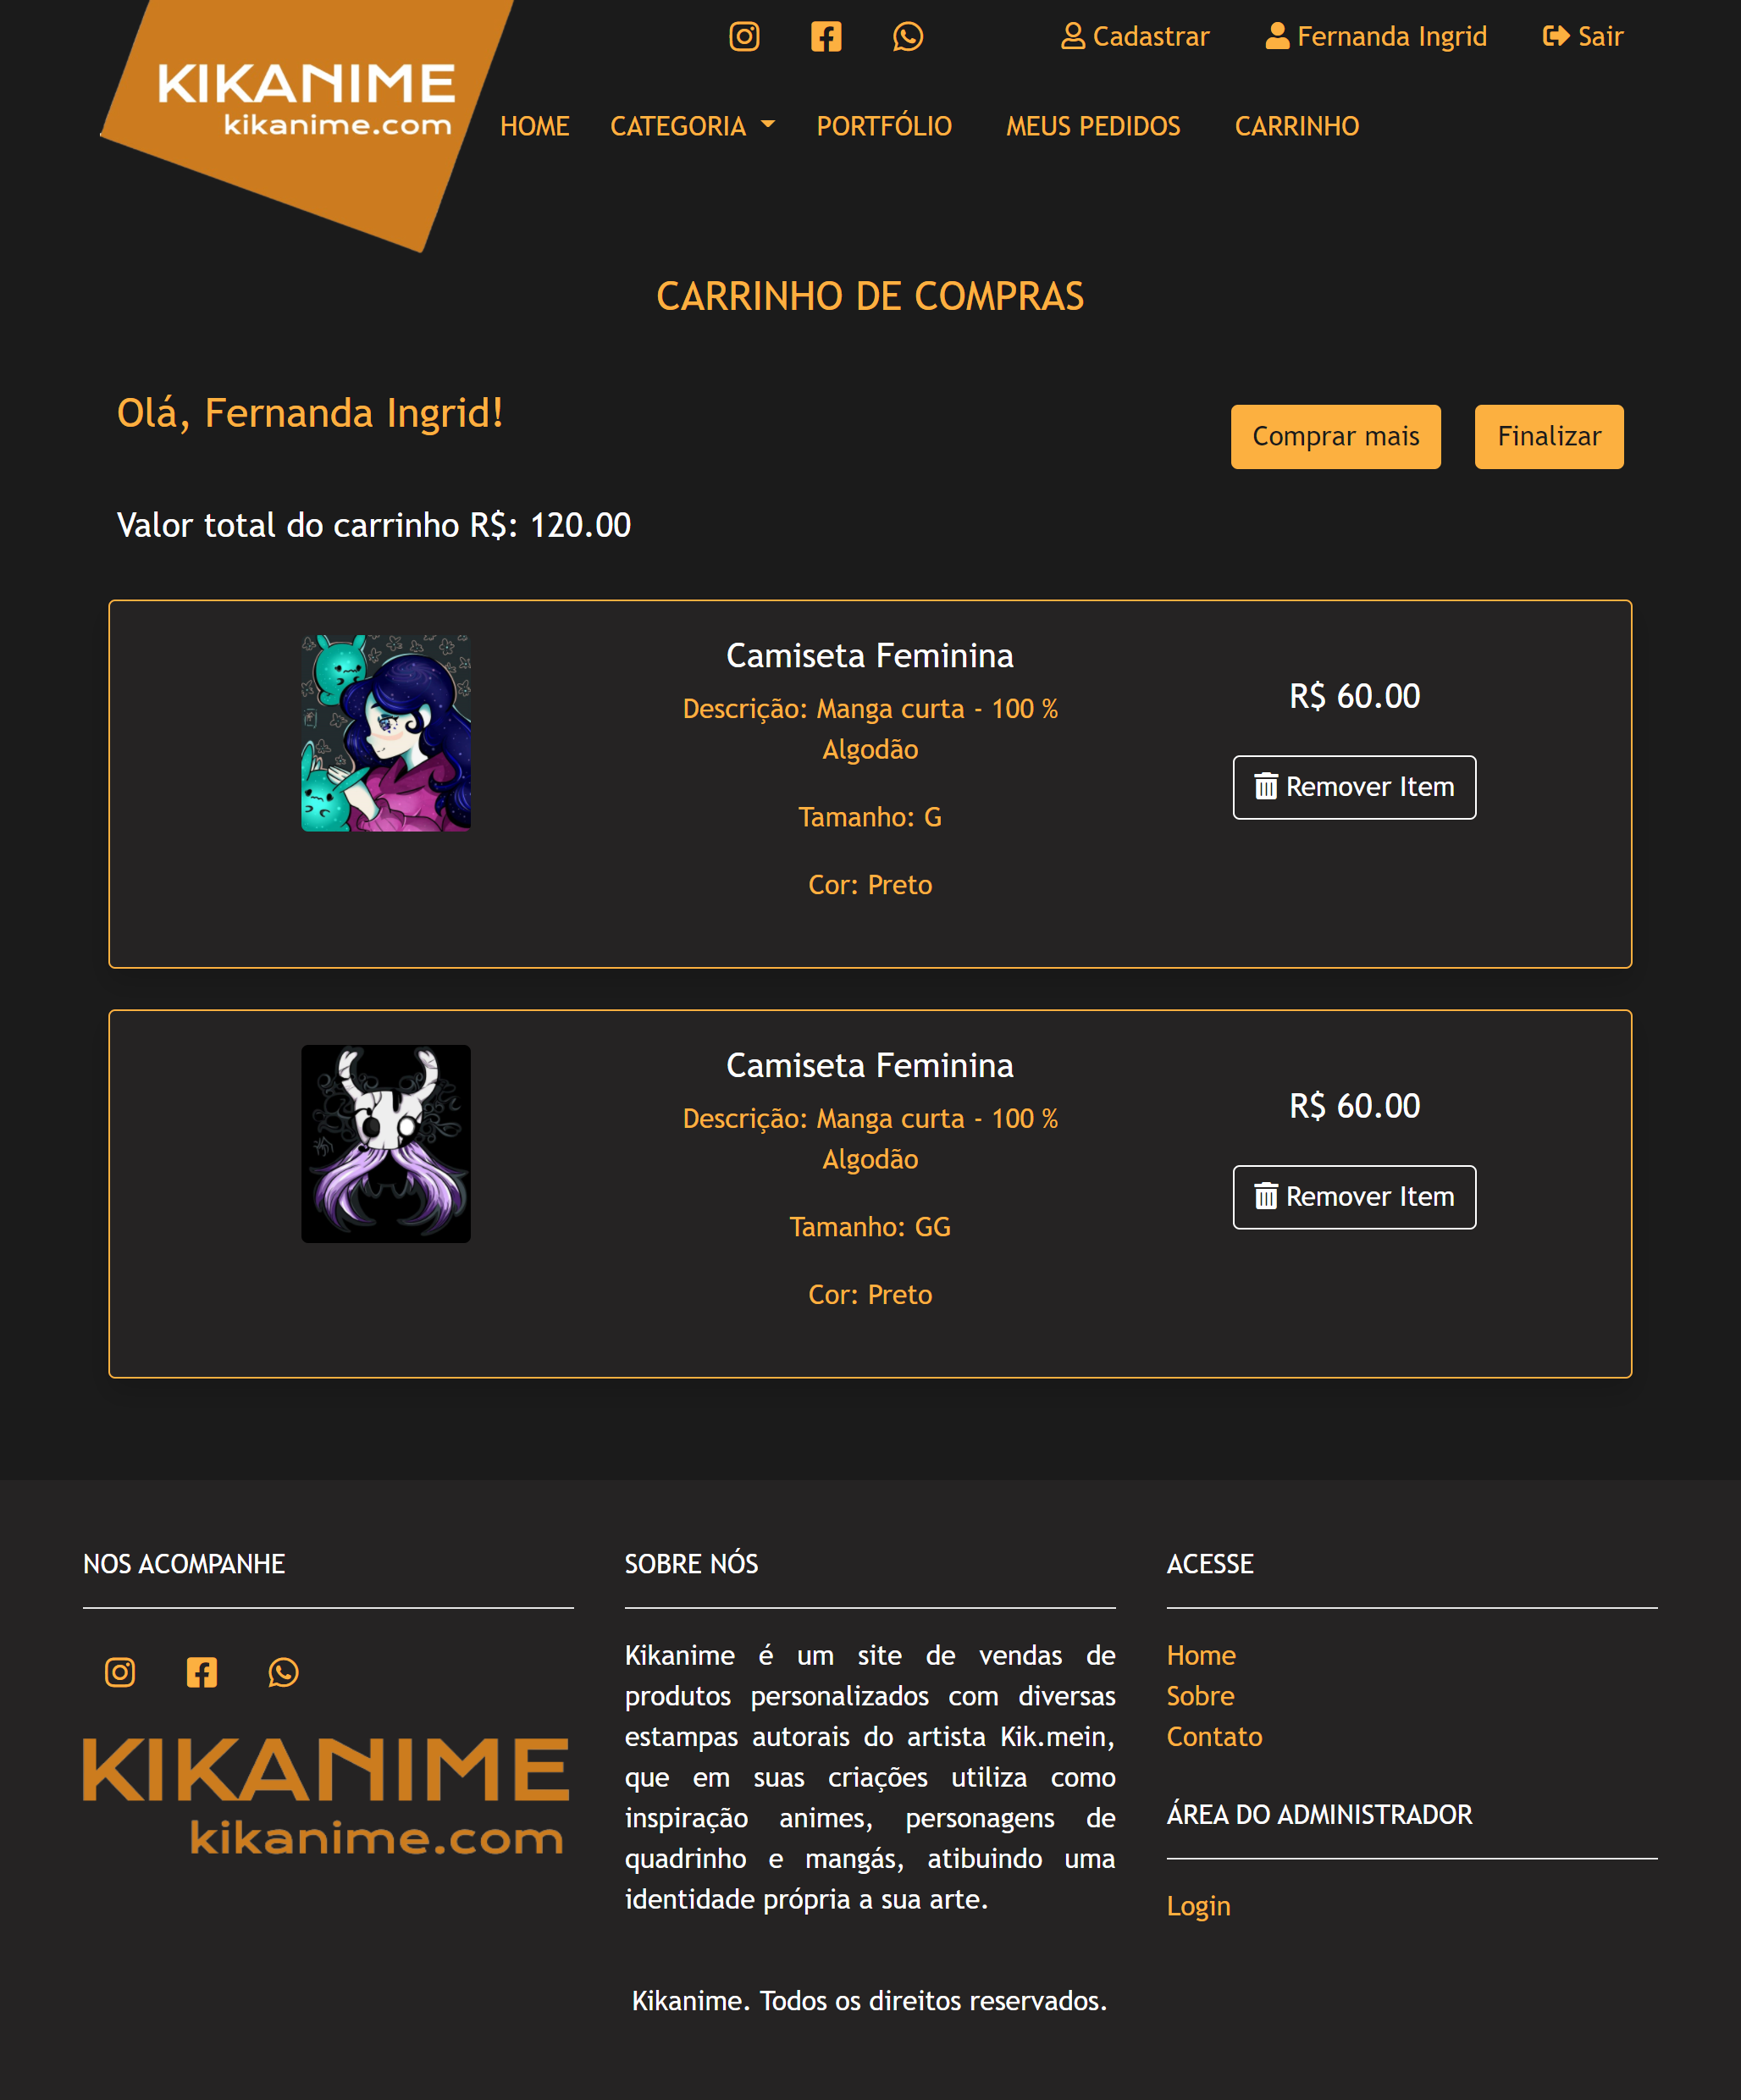 KIKANIME
kikanime.com
Cadastrar
Fernanda Ingrid
Sair
HOME
CATEGORIA
PORTFÓLIO
MEUS PEDIDOS
CARRINHO
CARRINHO DE COMPRAS
Olá, Fernanda Ingrid!
Comprar mais
Finalizar
Valor total do carrinho R$: 120.00
Camiseta Feminina
Descrição: Manga curta - 100 %
Algodão
Tamanho: G
Cor: Preto
R$ 60.00
Remover Item
Camiseta Feminina
Descrição: Manga curta - 100 %
Algodão
Tamanho: GG
Cor: Preto
R$ 60.00
Remover Item
NOS ACOMPANHE
KIKANIME
kikanime.com
SOBRE NÓS
Kikanime é um site de vendas de
produtos personalizados com diversas
estampas autorais do artista Kik.mein,
que em suas criações utiliza como
inspiração animes, personagens de
quadrinho e mangás, atibuindo uma
identidade própria a sua arte.
ACESSE
Home
Sobre
Contato
ÁREA DO ADMINISTRADOR
Login
Kikanime. Todos os direitos reservados.